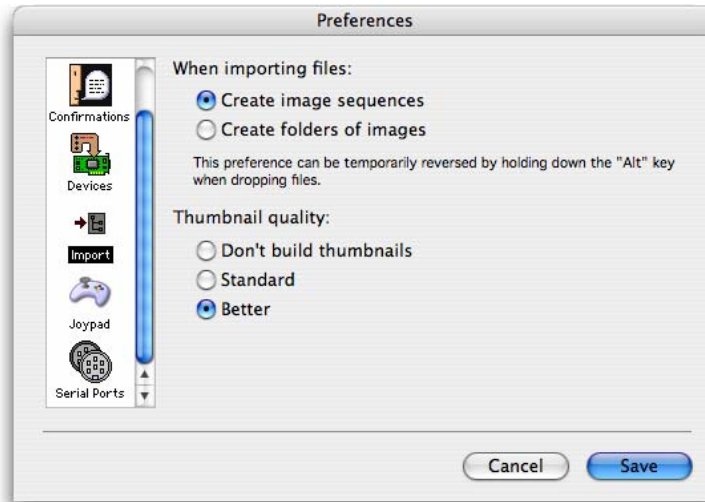 Preferences
Confirmations
Devices
Import
Joypad
Serial Ports
When importing files:
Create image sequences
Create folders of images
This preference can be temporarily reversed by holding down the "Alt" key
when dropping files.
Thumbnail quality:
Don't build thumbnails
Standard
Better
Cancel
Save